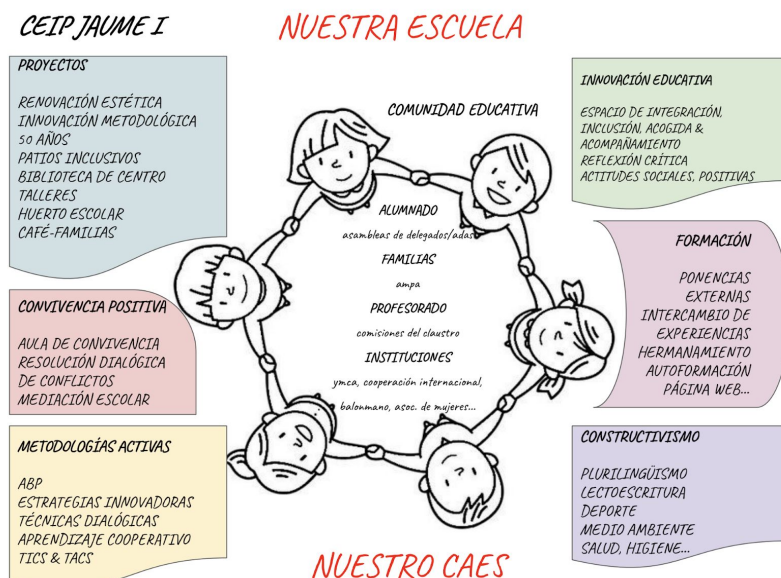 CEIP JAUME I
NUESTRA ESCUELA
PROYECTOS
RENOVACIÓN ESTÉTICA
INNOVACIÓN METODOLÓGICA
50 AÑOS
PATIOS INCLUSIVOS
BIBLIOTECA DE CENTRO
TALLERES
HUERTO ESCOLAR
CAFÉ-FAMILIAS
CONVIVENCIA POSITIVA
AULA DE CONVIVENCIA
RESOLUCIÓN DIALÓGICA
DE CONFLICTOS
MEDIACIÓN ESCOLAR
METODOLOGÍAS ACTIVAS
ABP
ESTRATEGIAS INNOVADORAS
TÉCNICAS DIALÓGICAS
APRENDIZAJE COOPERATIVO
TICS & TACS
COMUNIDAD EDUCATIVA
ALUMNADO
asambleas de delegados/adas
FAMILIAS
ampa
PROFESORADO
comisiones del claustro
INSTITUCIONES
ymca, cooperación internacional,
balonmano, asoc. de mujeres...
INNOVACIÓN EDUCATIVA
ESPACIO DE INTEGRACIÓN,
INCLUSIÓN, ACOGIDA &
ACOMPAÑAMIENTO
REFLEXIÓN CRÍTICA
ACTITUDES SOCIALES, POSITIVAS
FORMACIÓN
PONENCIAS
EXTERNAS
INTERCAMBIO DE
EXPERIENCIAS
HERMANAMIENTO
AUTOFORMACIÓN
PÁGINA WEB...
CONSTRUCTIVISMO
PLURILINGÜISMO
LECTOESCRITURA
DEPORTE
MEDIO AMBIENTE
SALUD, HIGIENE...
NUESTRO CAES